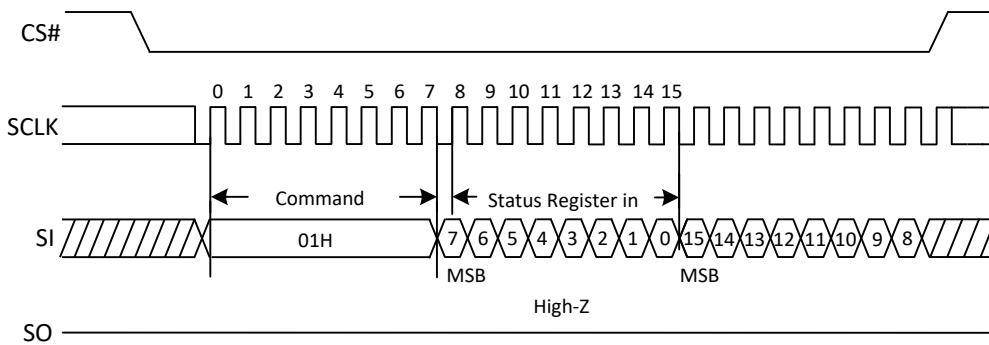 CS#
0 1 2 3 4 5 6 7 8 9 10 11 12 13 14 15
SCLK
Command
Status Register in
SI
01H
7 6 5 4 3 2 1 0 15 14 13 12 11 10 9 8
MSB
MSB
High-Z
SO